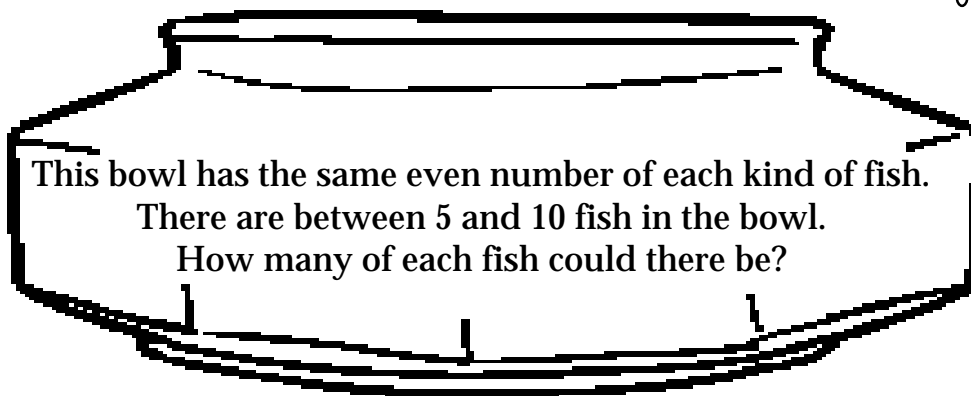 This bowl has the same even number of each kind of fish.
There are between 5 and 10 fish in the bowl.
How many of each fish could there be?